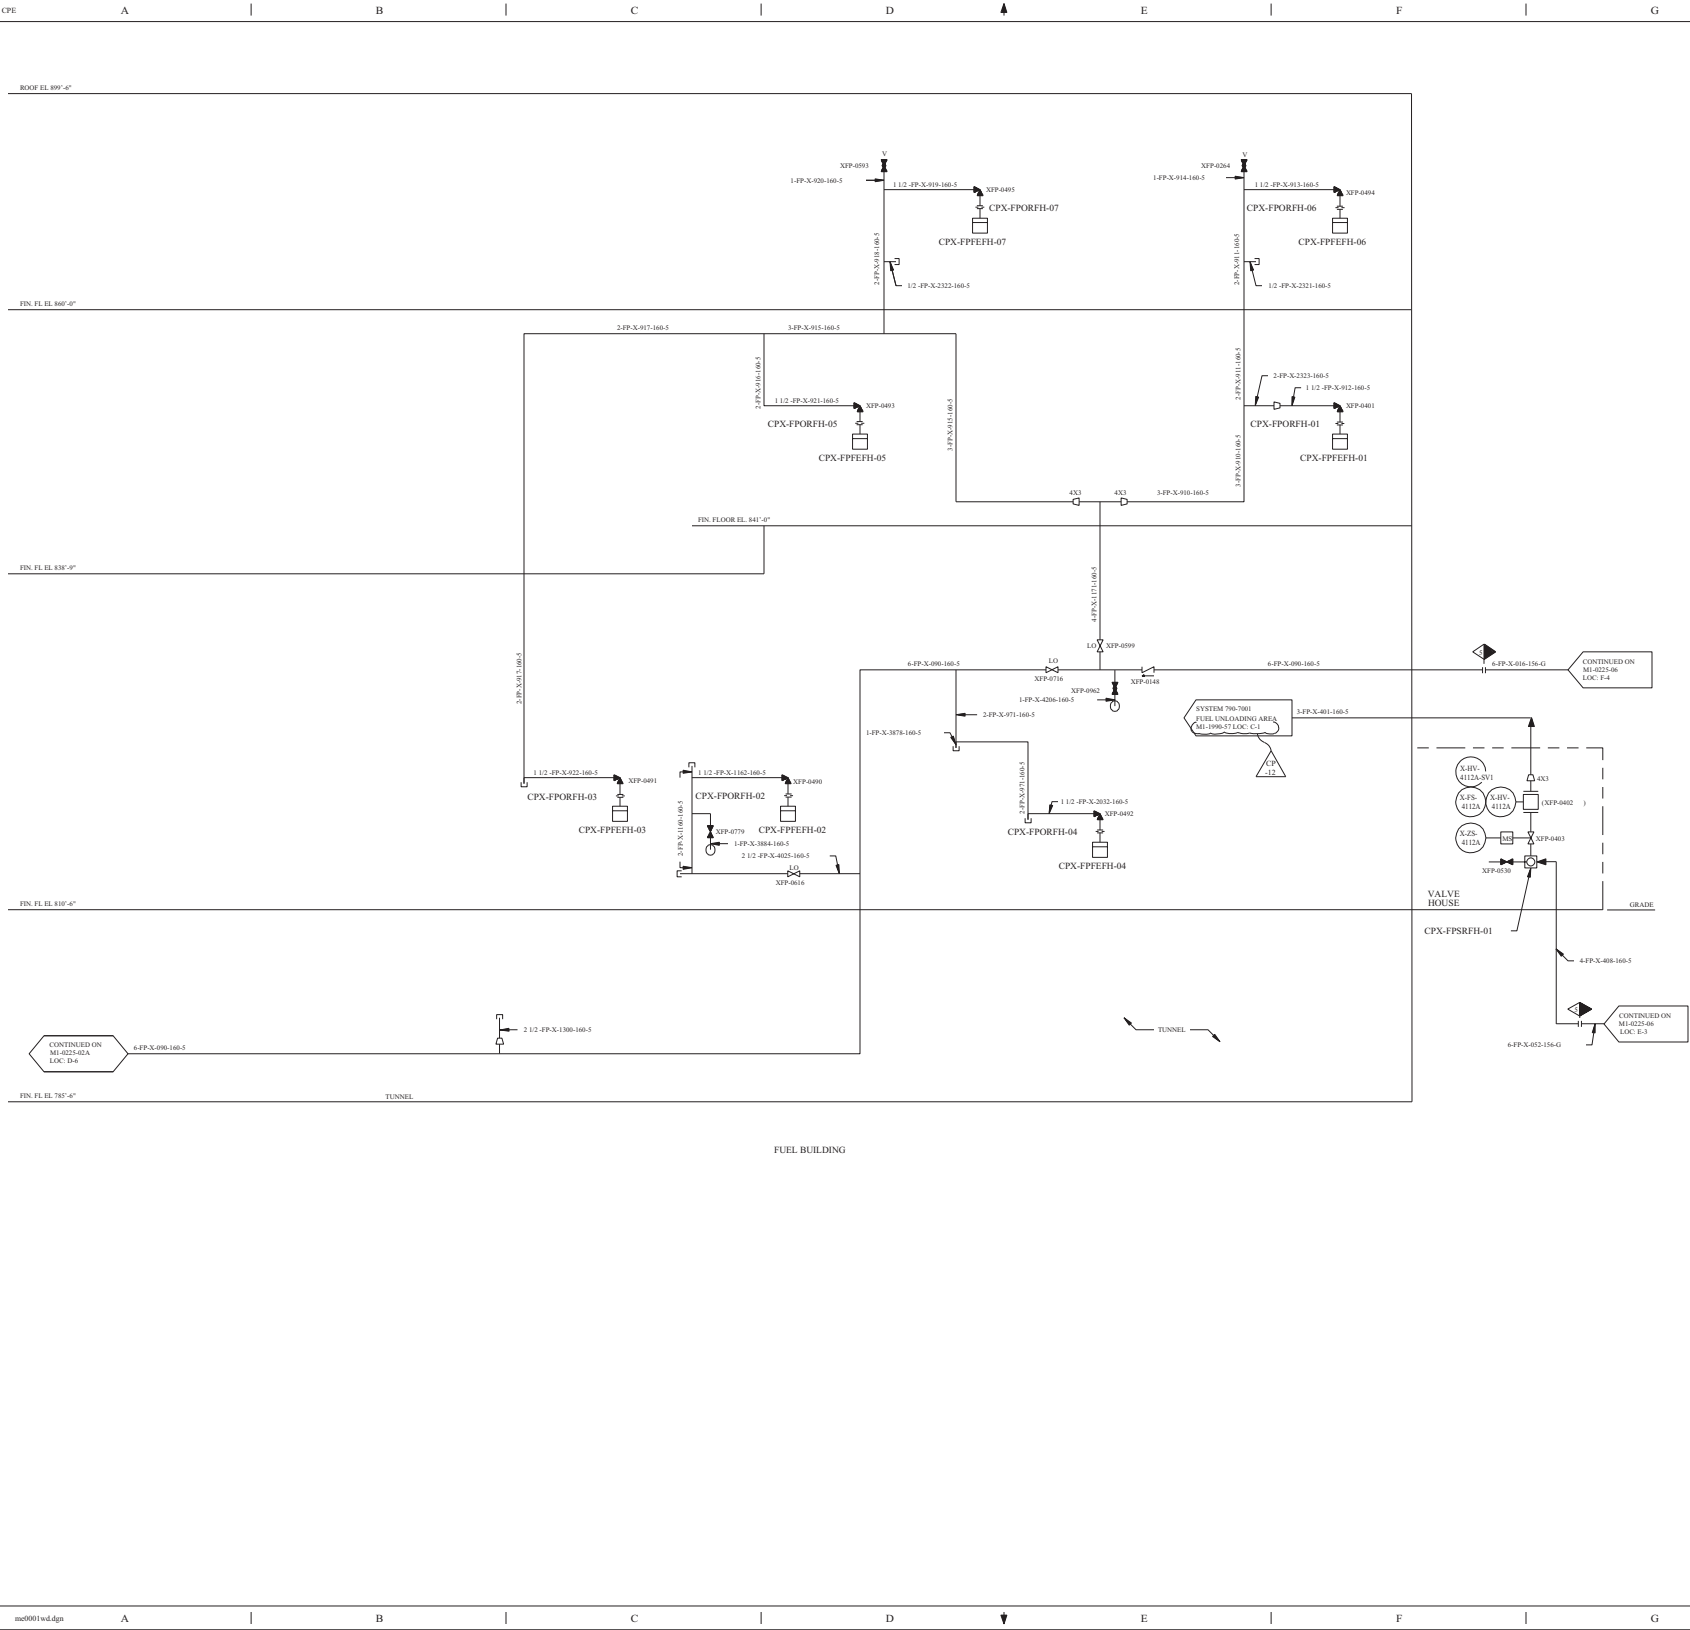 CPE
A
B
C
D
E
F
G
ROOF EL 899'-6"
V
XFP-0593
1-FP-X-920-160-5
1 1/2 -FP-X-919-160-5
XFP-0495
CPX-FPORFH-07
CPX-FPFEFH-07
2-FP-X-918-160-5
1/2 -FP-X-2322-160-5
V
XFP-0264
1-FP-X-914-160-5
1 1/2 -FP-X-913-160-5
XFP-0494
CPX-FPORFH-06
CPX-FPFEFH-06
2-FP-X-911-160-5
1/2 -FP-X-2321-160-5
FIN. FL EL 860'-0"
2-FP-X-917-160-5
3-FP-X-915-160-5
2-FP-X-916-160-5
1 1/2 -FP-X-921-160-5
XFP-0493
CPX-FPORFH-05
CPX-FPFEFH-05
3-FP-X-915-160-5
2-FP-X-911-160-5
2-FP-X-2323-160-5
1 1/2 -FP-X-912-160-5
XFP-0401
CPX-FPORFH-01
CPX-FPFEFH-01
3-FP-X-910-160-5
4X3
4X3
3-FP-X-910-160-5
FIN. FLOOR EL. 841'-0"
FIN. FL EL 838'-9"
4-FP-X-1171-160-5
LO
XFP-0599
2-FP-X-917-160-5
6-FP-X-090-160-5
LO
XFP-0716
XFP-0962
1-FP-X-4206-160-5
XFP-0148
6-FP-X-090-160-5
S
6-FP-X-016-156-G
CONTINUED ON
M1-0225-06
LOC: F-4
2-FP-X-971-160-5
1-FP-X-3878-160-5
SYSTEM 790-7001
FUEL UNLOADING AREA
M1-1990-57 LOC: C-1
3-FP-X-401-160-5
CP
-12
1 1/2 -FP-X-922-160-5
XFP-0491
CPX-FPORFH-03
CPX-FPFEFH-03
1 1/2 -FP-X-1162-160-5
XFP-0490
CPX-FPORFH-02
CPX-FPFEFH-02
2-FP-X-1160-160-5
XFP-0779
1-FP-X-3884-160-5
2 1/2 -FP-X-4025-160-5
LO
XFP-0616
2-FP-X-971-160-5
1 1/2 -FP-X-2032-160-5
XFP-0492
CPX-FPORFH-04
CPX-FPFEFH-04
X-HV-
4112A-SV1
X-FS-
4112A
X-HV-
4112A
4X3
(XFP-0402 )
X-ZS-
4112A
MS
XFP-0403
XFP-0530
VALVE
HOUSE
FIN. FL EL 810'-6"
GRADE
CPX-FPSRFH-01
4-FP-X-408-160-5
S
CONTINUED ON
M1-0225-06
LOC: E-3
6-FP-X-052-156-G
2 1/2 -FP-X-1300-160-5
TUNNEL
CONTINUED ON
M1-0225-02A
LOC: D-6
6-FP-X-090-160-5
FIN. FL EL 785'-6"
TUNNEL
FUEL BUILDING
me0001wd.dgn
A
B
C
D
E
F
G